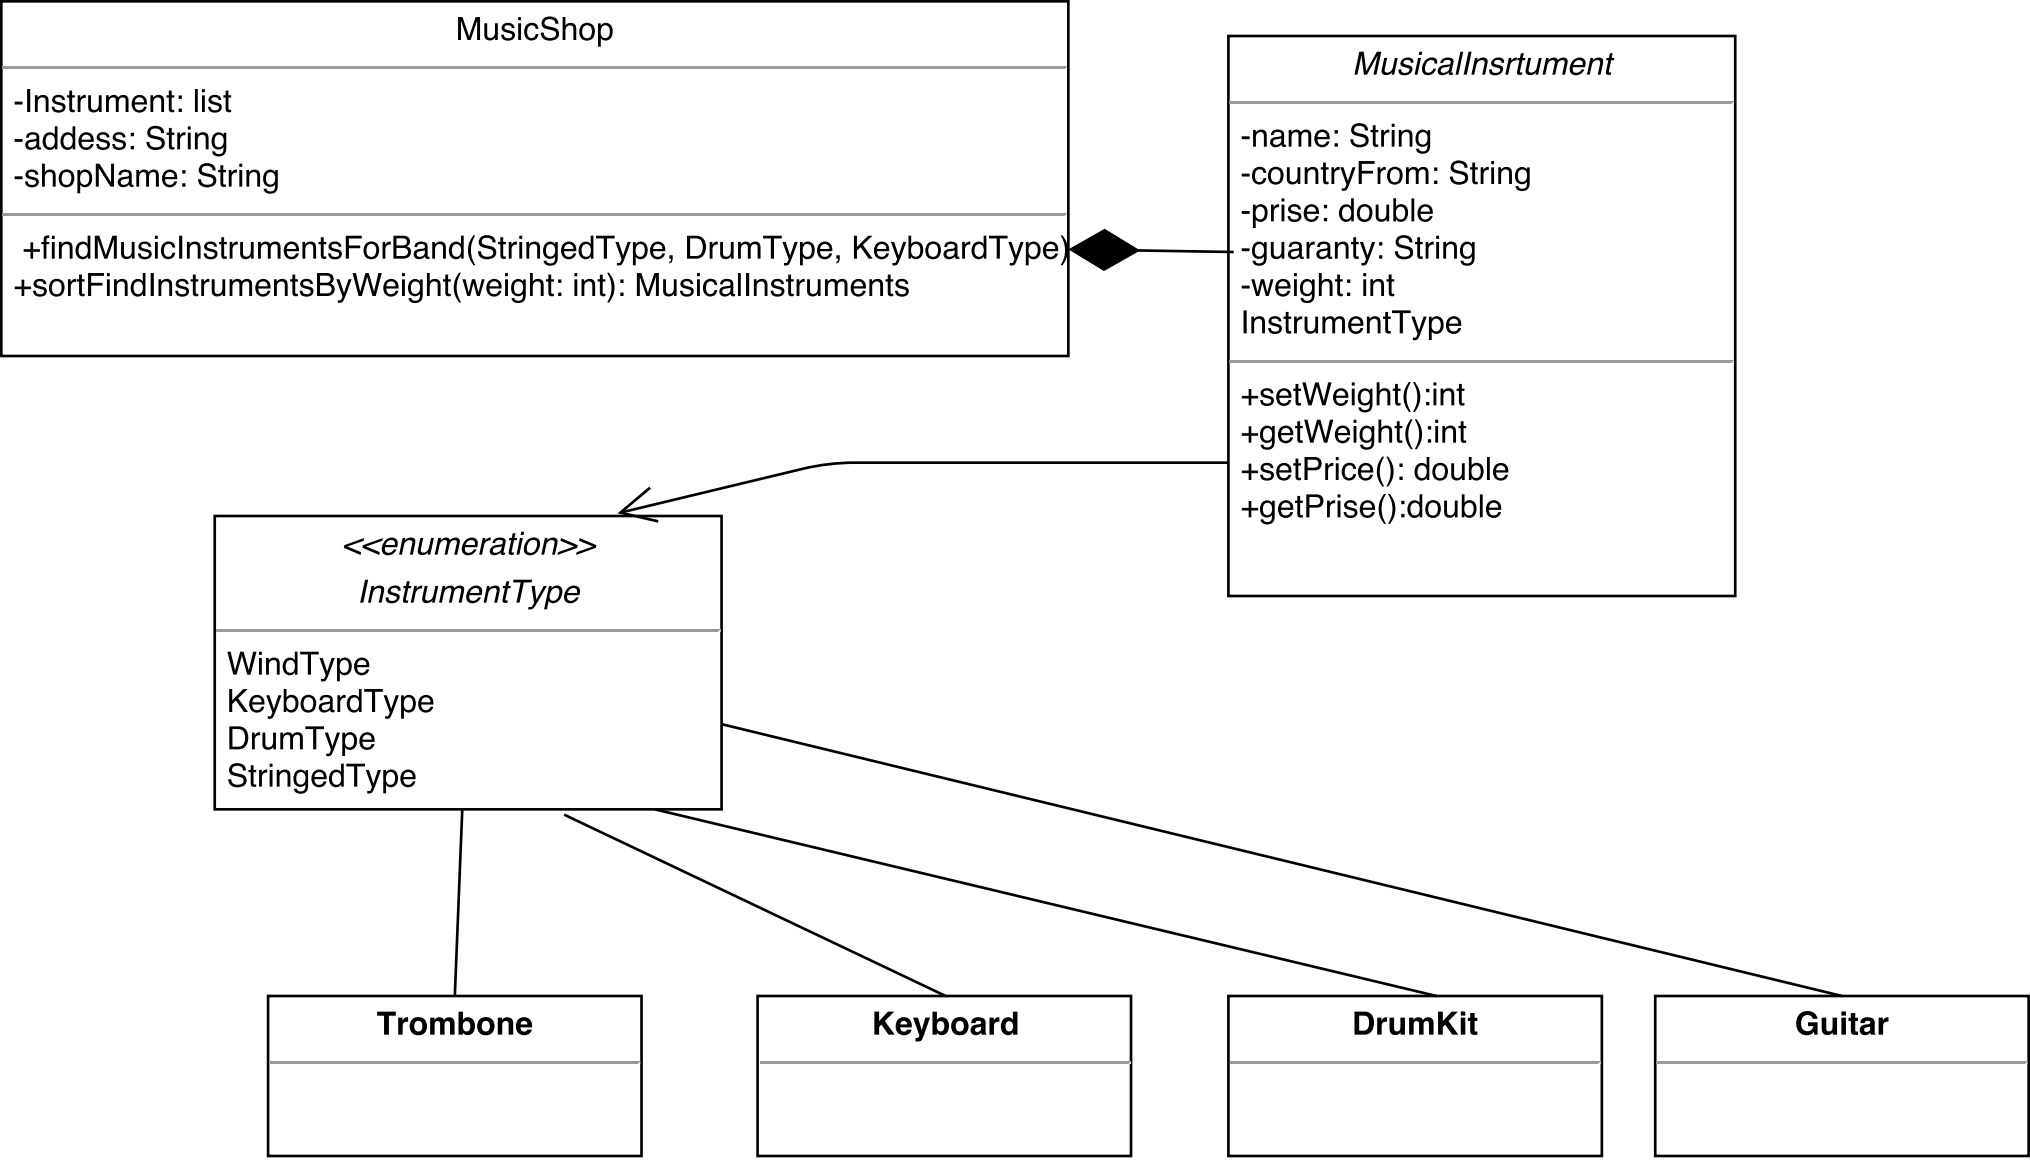 MusicShop
-Instrument: list
-addess: String
-shopName: String
+findMusicInstrumentsForBand(StringedType, DrumType, KeyboardType)
+sortFindInstrumentsByWeight(weight: int): MusicalInstruments
MusicalInsrtument
-name: String
-countryFrom: String
-prise: double
-guaranty: String
-weight: int
InstrumentType
+setWeight():int
+getWeight():int
+setPrice(): double
+getPrise():double
<<enumeration>>
InstrumentType
WindType
KeyboardType
DrumType
StringedType
Trombone
Keyboard
DrumKit
Guitar